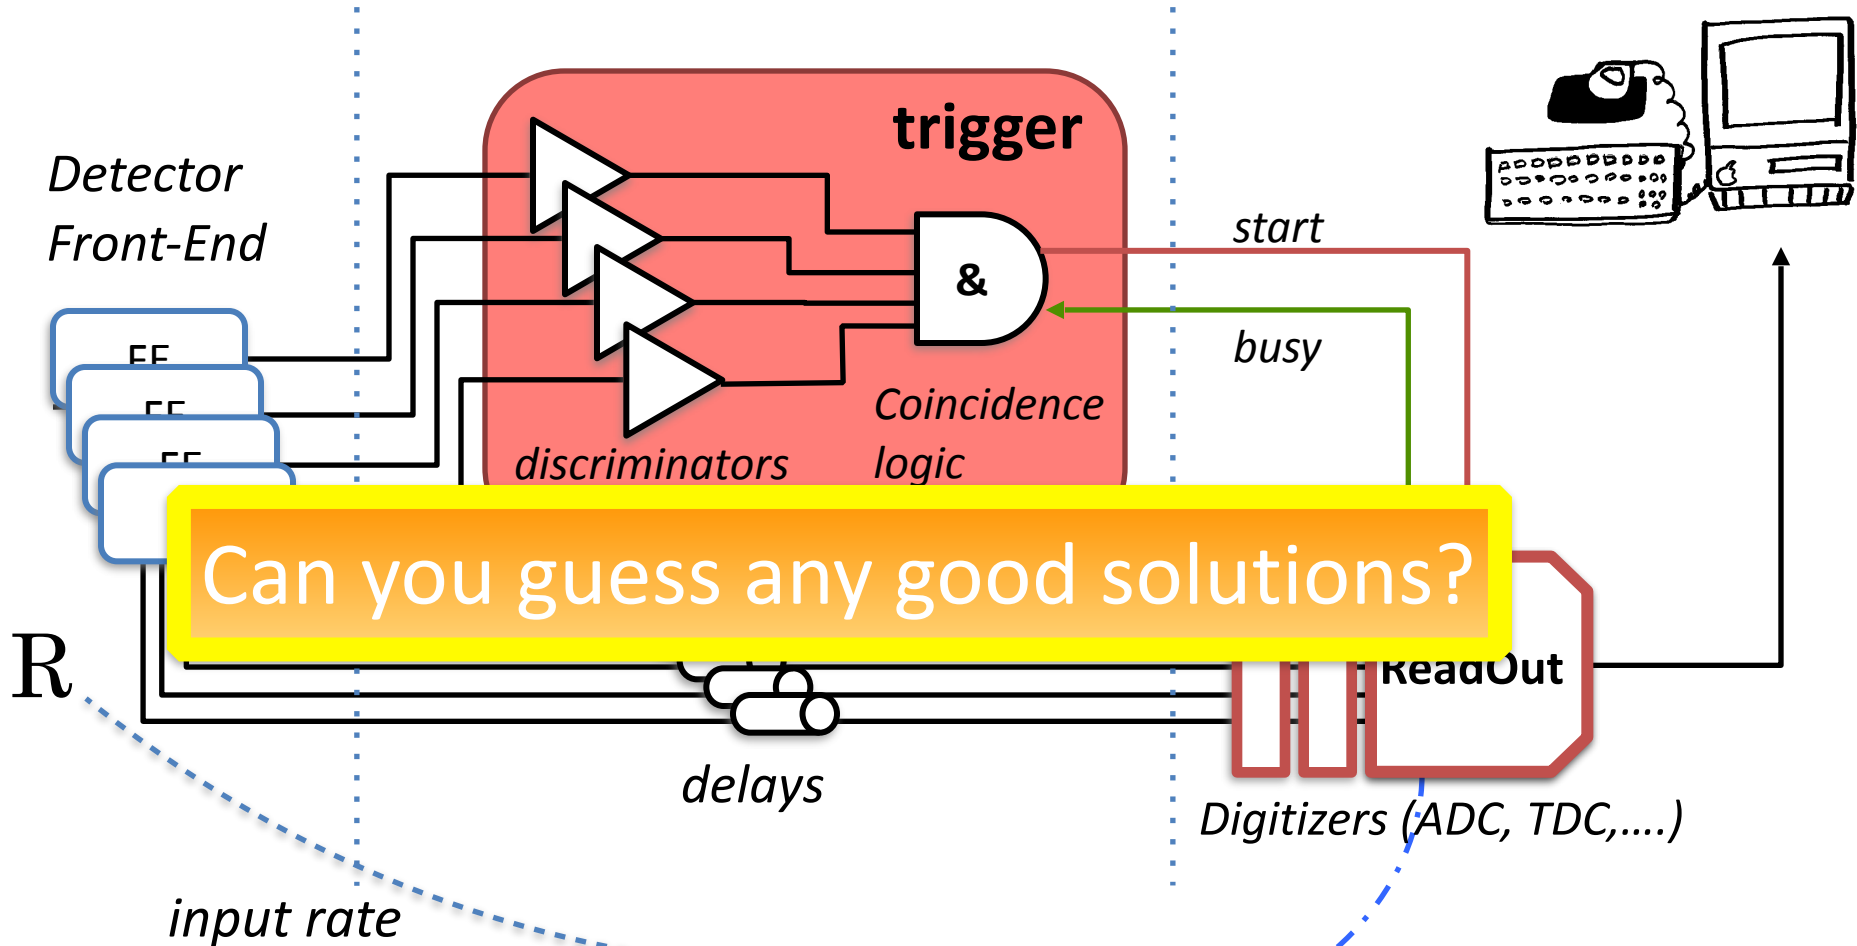 trigger
Detector
Front-End
start
&
busy
Coincidence
logic
discriminators
Can you guess any good solutions?
R
ReadOut
delays
Digitizers (ADC, TDC,....)
input rate